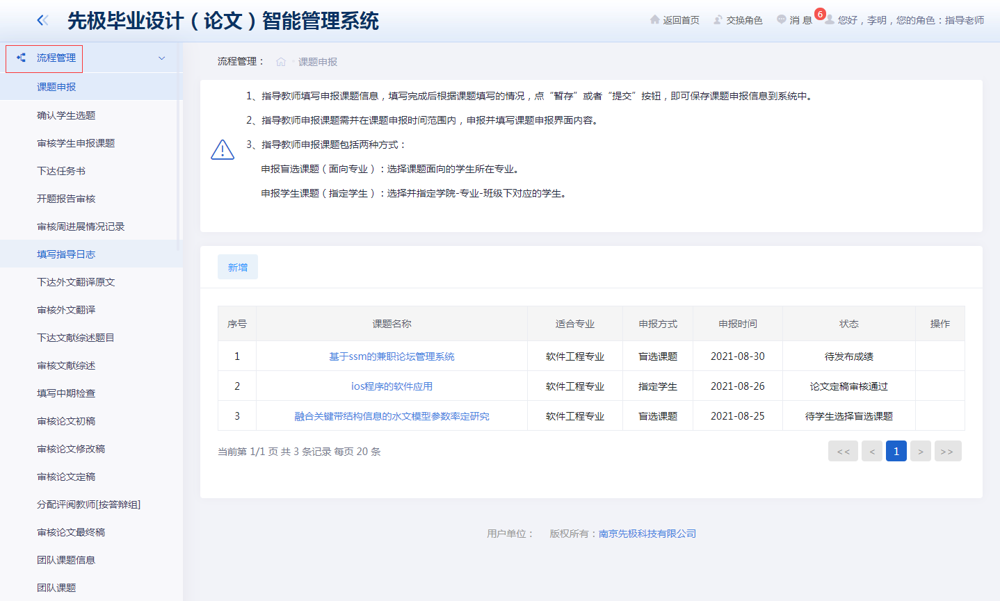 先极毕业设计（论文）智能管理系统
返回首页 交换角色 消 息 6 您好，李明，您的角色：指导老师
流程管理
课题申报
确认学生选题
审核学生申报课题
下达任务书
开题报告审核
审核周进展情况记录
填写指导日志
下达外文翻译原文
审核外文翻译
下达文献综述题目
审核文献综述
填写中期检查
审核论文初稿
审核论文修改稿
审核论文定稿
分配评阅教师[按答辩组]
审核论文最终稿
团队课题信息
团队课题
流程管理： 课题申报
1、指导教师填写申报课题信息，填写完成后根据课题填写的情况，点“暂存”或者“提交”按钮，即可保存课题申报信息到系统中。
2、指导教师申报课题需并在课题申报时间范围内，申报并填写课题申报界面内容。
3、指导教师申报课题包括两种方式：
申报盲选课题（面向专业）：选择课题面向的学生所在专业。
申报学生课题（指定学生）：选择并指定学院-专业-班级下对应的学生。
新增
序号 课题名称 适合专业 申报方式 申报时间 状态 操作
1 基于ssm的兼职论坛管理系统 软件工程专业 盲选课题 2021-08-30 待发布成绩
2 ios程序的软件应用 软件工程专业 指定学生 2021-08-26 论文定稿审核通过
3 融合关键带结构信息的水文模型参数率定研究 软件工程专业 盲选课题 2021-08-25 待学生选择盲选课题
当前第 1/1 页 共 3 条记录 每页 20 条 << < 1 > >>
用户单位： 版权所有：南京先极科技有限公司